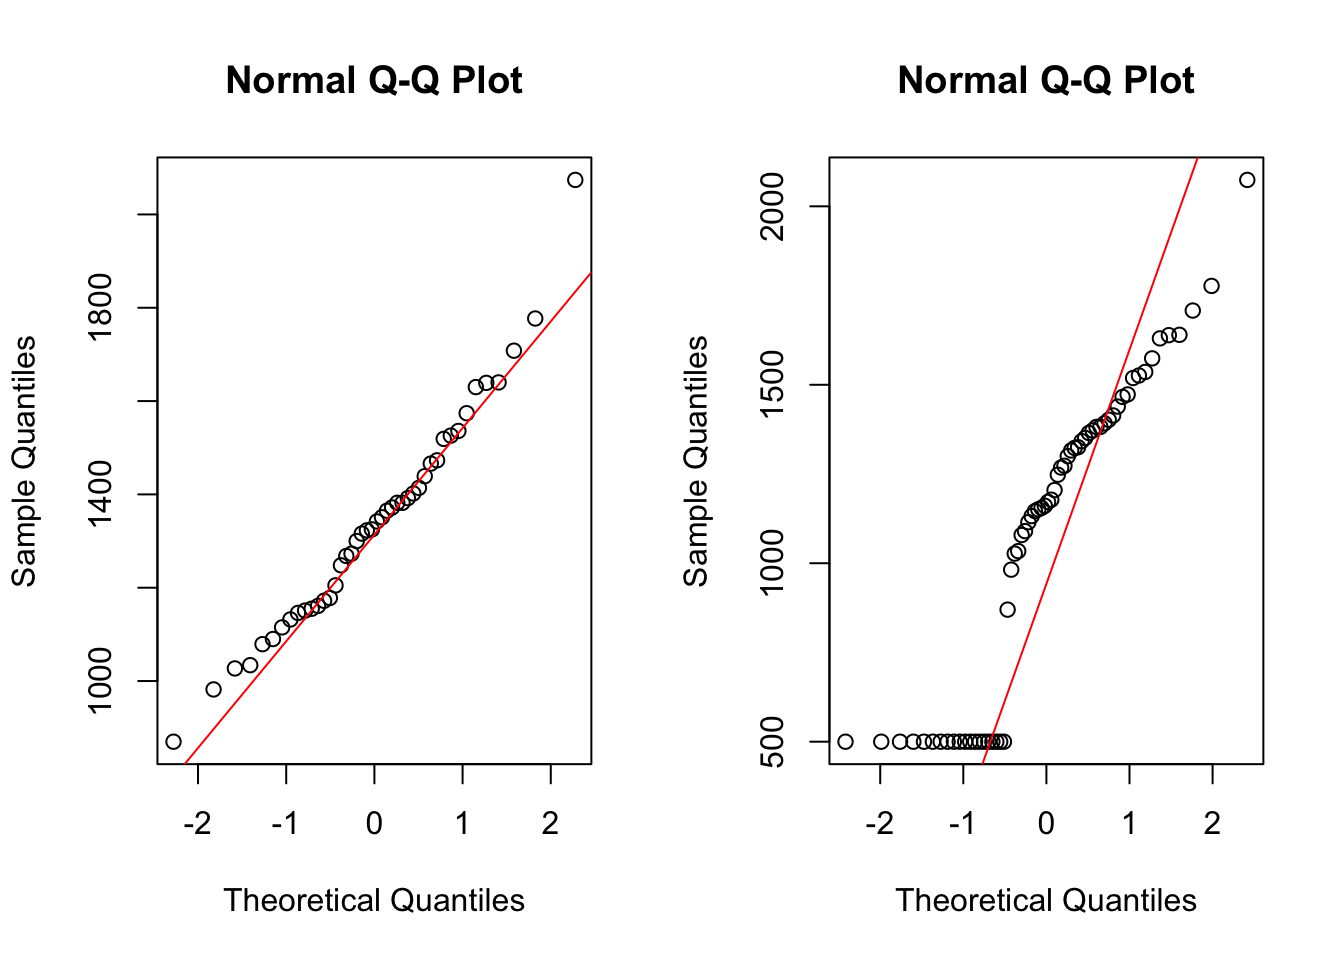 Normal Q-Q Plot
Sample Quantiles
1800
1400
1000
-2 -1 0 1 2
Theoretical Quantiles
Normal Q-Q Plot
Sample Quantiles
2000
1500
1000
500
-2 -1 0 1 2
Theoretical Quantiles